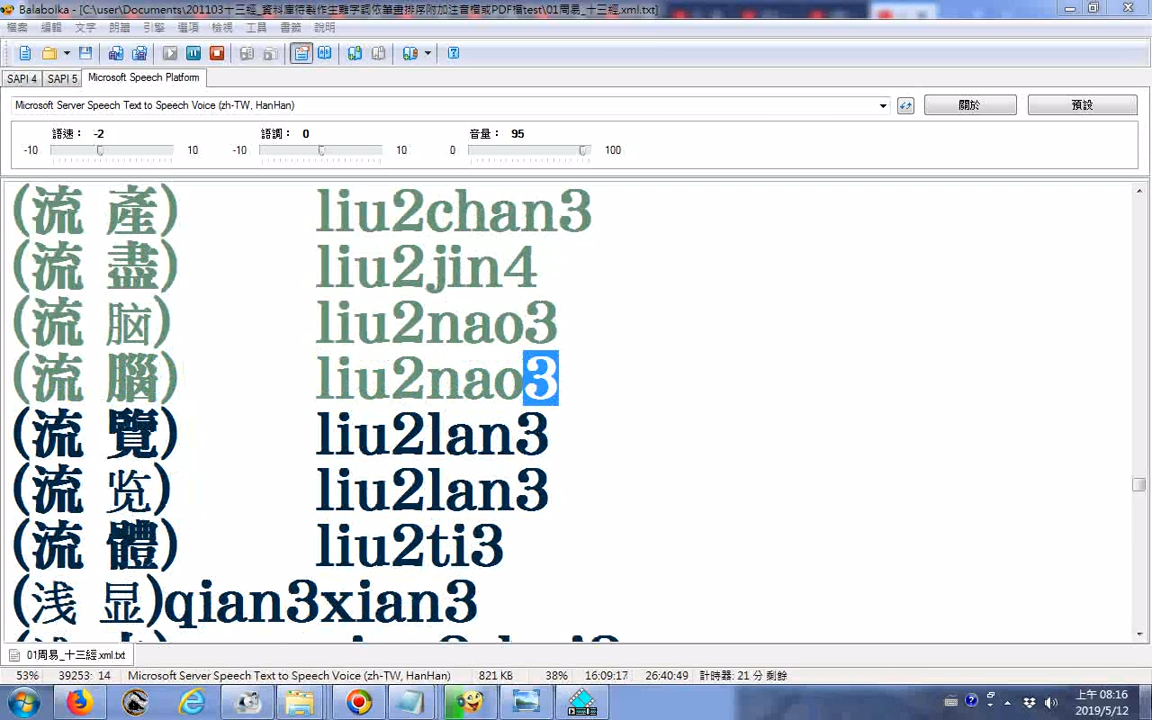 Balabolka - [C:\user\Documents\201103十三經_資料庫待製作生難字詞依筆畫排序附加注音檔或PDF檔test\01周易_十三經.xml.txt]
檔案 編輯 文字 朗讀 引擎 選項 檢視 工具 書籤 說明
SAPI 4 SAPI 5 Microsoft Speech Platform
Microsoft Server Speech Text to Speech Voice (zh-TW, HanHan) 關於 預設
語速： -2 語調： 0 音量： 95
-10 10 -10 10 0 100
(流 產) liu2chan3
(流 盡) liu2jin4
(流 脑) liu2nao3
(流 腦) liu2nao3
(流 覽) liu2lan3
(流 览) liu2lan3
(流 體) liu2ti3
(浅 显)qian3xian3
01周易_十三經.xml.txt
53% 39253: 14 Microsoft Server Speech Text to Speech Voice (zh-TW, HanHan) 821 KB 38% 16:09:17 26:40:49 計時器: 21 分 剩餘
上午 08:16
2019/5/12